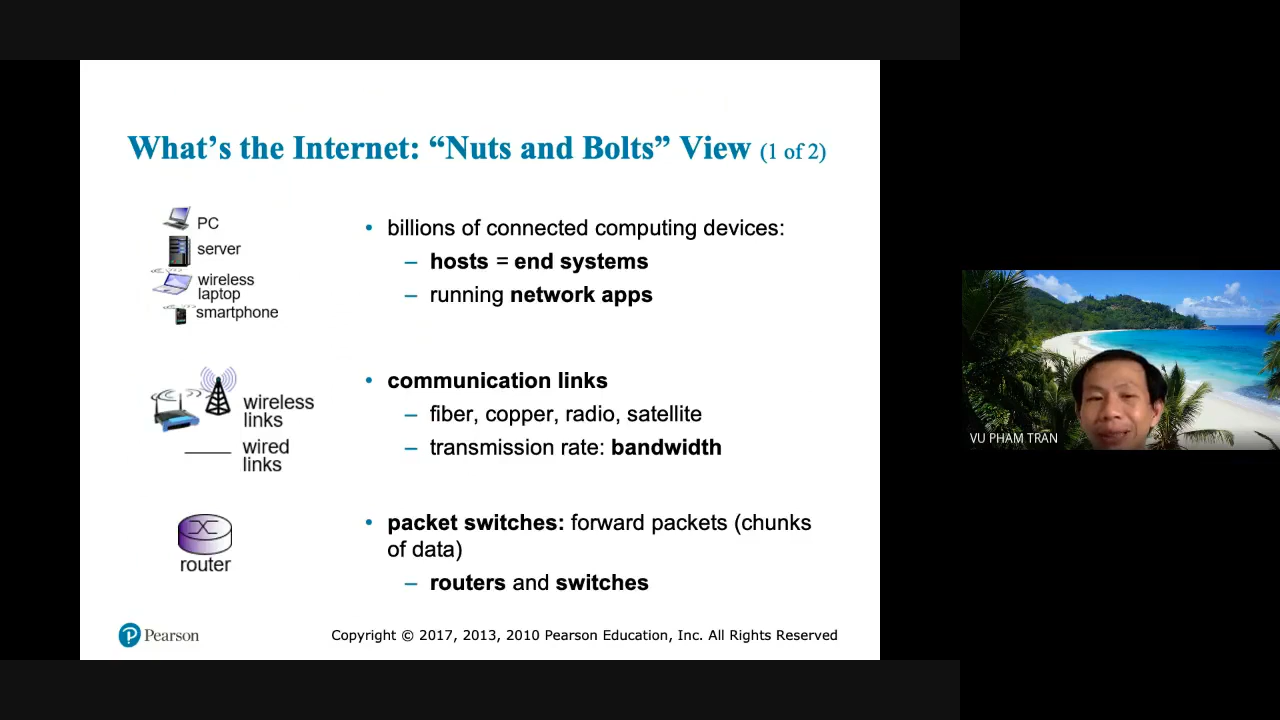 What's the Internet: “Nuts and Bolts” View (1 of 2)
PC
server
wireless
laptop
smartphone
• billions of connected computing devices:
– hosts = end systems
– running network apps
wireless
links
wired
links
• communication links
– fiber, copper, radio, satellite
– transmission rate: bandwidth
router
• packet switches: forward packets (chunks
of data)
– routers and switches
P Pearson
Copyright © 2017, 2013, 2010 Pearson Education, Inc. All Rights Reserved
VU PHAM TRAN